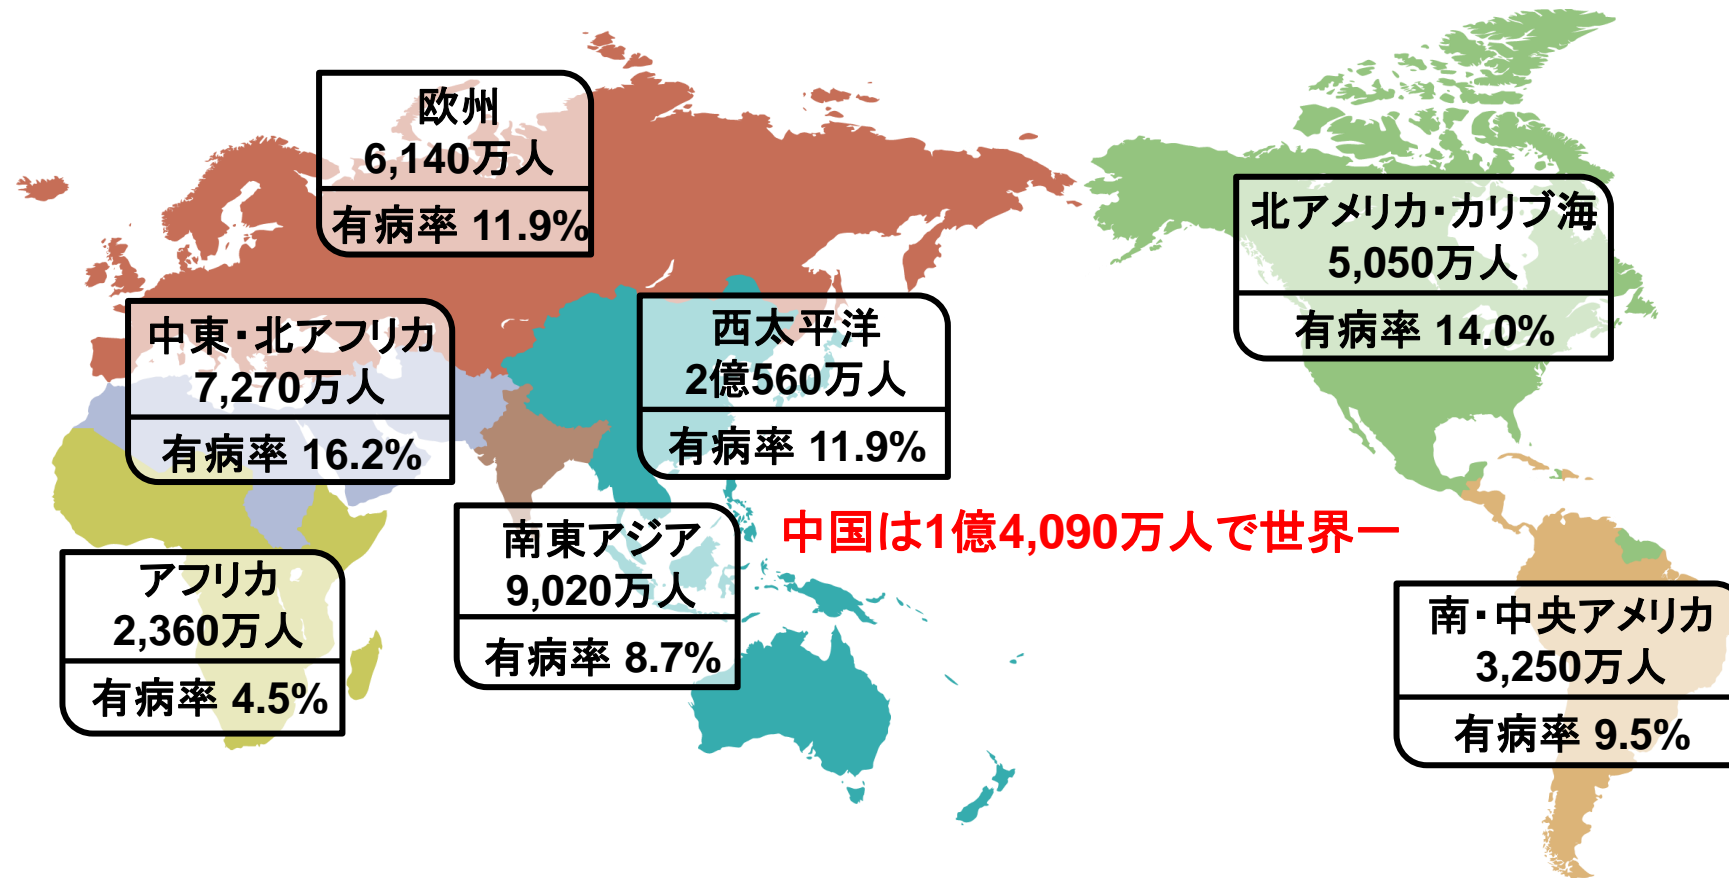 欧州
6,140万人
有病率 11.9%
北アメリカ・カリブ海
5,050万人
有病率 14.0%
中東・北アフリカ
7,270万人
有病率 16.2%
西太平洋
2億560万人
有病率 11.9%
南東アジア
9,020万人
有病率 8.7%
中国は1億4,090万人で世界一
アフリカ
2,360万人
有病率 4.5%
南・中央アメリカ
3,250万人
有病率 9.5%